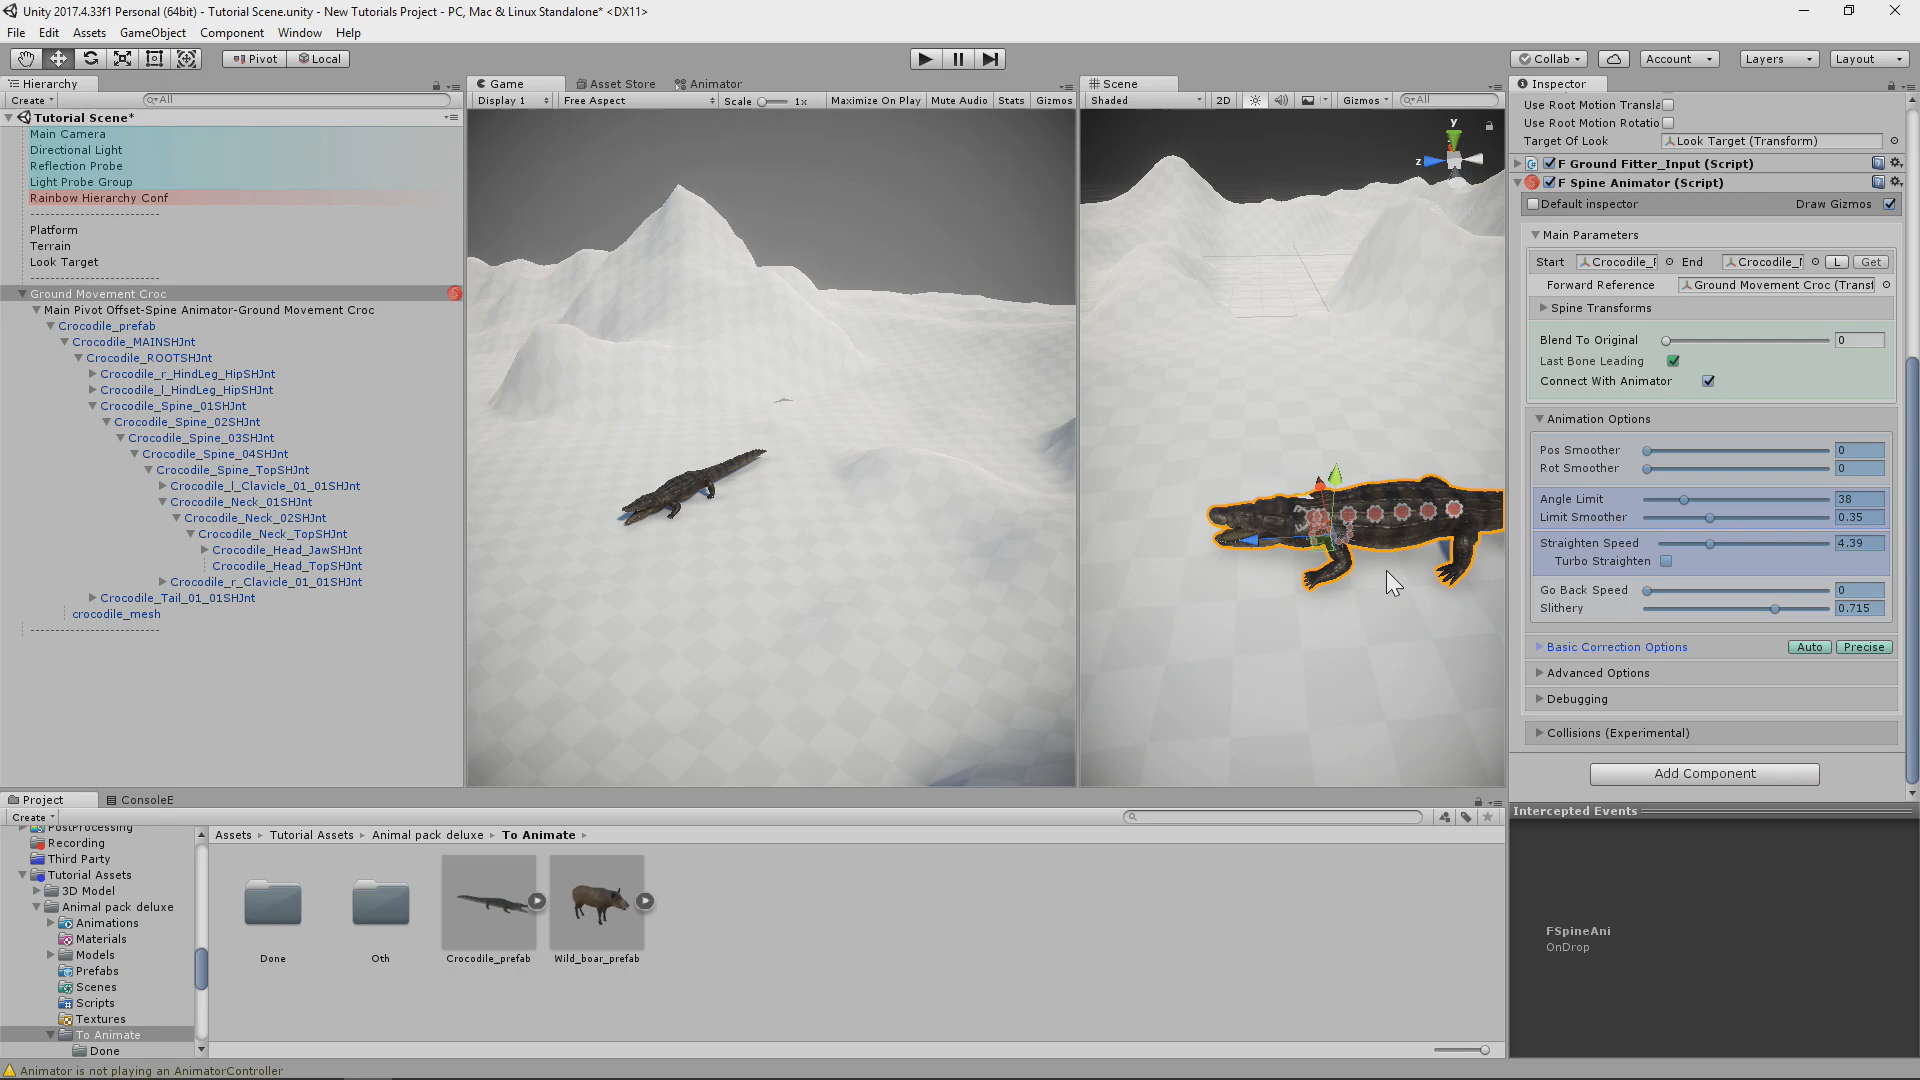 Unity 2017.4.33f1 Personal (64bit) - Tutorial Scene.unity - New Tutorials Project - PC, Mac & Linux Standalone* <DX11>
File Edit Assets GameObject Component Window Help
Pivot Local Collab Account Layers Layout
Hierarchy
Create All
Tutorial Scene*
Main Camera
Directional Light
Reflection Probe
Light Probe Group
Rainbow Hierarchy Conf
---------------------
Platform
Terrain
Look Target
---------------------
Ground Movement Croc
Main Pivot Offset-Spine Animator-Ground Movement Croc
Crocodile_prefab
Crocodile_MAINSHJnt
Crocodile_ROOTSHJnt
Crocodile_r_HindLeg_HipSHJnt
Crocodile_l_HindLeg_HipSHJnt
Crocodile_Spine_01SHJnt
Crocodile_Spine_02SHJnt
Crocodile_Spine_03SHJnt
Crocodile_Spine_04SHJnt
Crocodile_Spine_TopSHJnt
Crocodile_l_Clavicle_01_01SHJnt
Crocodile_Neck_01SHJnt
Crocodile_Neck_02SHJnt
Crocodile_Neck_TopSHJnt
Crocodile_Head_JawSHJnt
Crocodile_Head_TopSHJnt
Crocodile_r_Clavicle_01_01SHJnt
Crocodile_Tail_01_01SHJnt
crocodile_mesh
---------------------
Game Asset Store Animator
Display 1 Free Aspect Scale 1x Maximize On Play Mute Audio Stats Gizmos
Scene
Shaded 2D Gizmos All
y
z
Inspector
Use Root Motion Transla
Use Root Motion Rotatio
Target Of Look Look Target (Transform)
F Ground Fitter_Input (Script)
F Spine Animator (Script)
Default inspector Draw Gizmos
Main Parameters
Start Crocodile_ End Crocodile_ L Get
Forward Reference Ground Movement Croc (Transf
Spine Transforms
Blend To Original 0
Last Bone Leading
Connect With Animator
Animation Options
Pos Smoother 0
Rot Smoother 0
Angle Limit 38
Limit Smoother 0.35
Straighten Speed 4.39
Turbo Straighten
Go Back Speed 0
Slithery 0.715
Basic Correction Options Auto Precise
Advanced Options
Debugging
Collisions (Experimental)
Add Component
Intercepted Events
FSpineAni
OnDrop
Project ConsoleE
Create
PostProcessing
Recording
Third Party
Tutorial Assets
3D Model
Animal pack deluxe
Animations
Materials
Models
Prefabs
Scenes
Scripts
Textures
To Animate
Done
Assets Tutorial Assets Animal pack deluxe To Animate
Done Oth Crocodile_prefab Wild_boar_prefab
Animator is not playing an AnimatorController